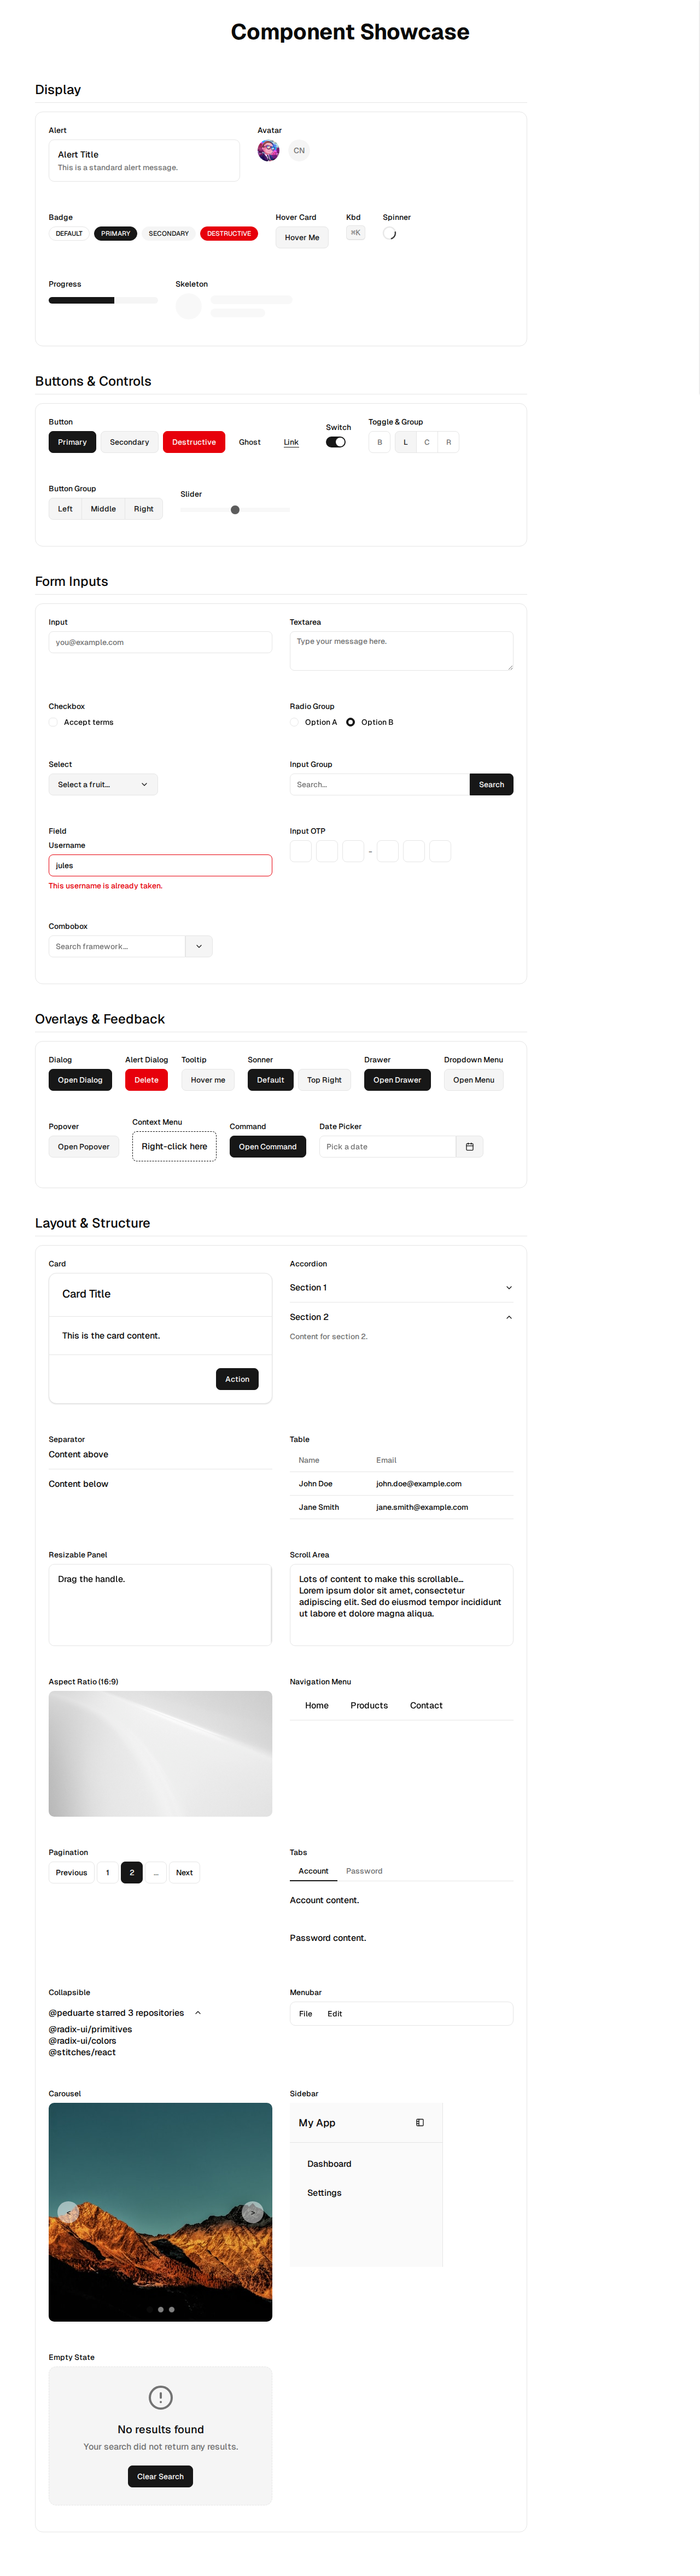 Component Showcase
Display
Alert
Alert Title
This is a standard alert message.
Avatar
CN
Badge
DEFAULT
PRIMARY
SECONDARY
DESTRUCTIVE
Hover Card
Hover Me
Kbd
⌘K
Spinner
Progress
Skeleton
Buttons & Controls
Button
Primary
Secondary
Destructive
Ghost
Link
Switch
Toggle & Group
B
L
C
R
Button Group
Left
Middle
Right
Slider
Form Inputs
Input
you@example.com
Textarea
Type your message here.
Checkbox
Accept terms
Radio Group
Option A
Option B
Select
Select a fruit...
Input Group
Search...
Search
Field
Username
jules
This username is already taken.
Input OTP
-
Combobox
Search framework...
Overlays & Feedback
Dialog
Open Dialog
Alert Dialog
Delete
Tooltip
Hover me
Sonner
Default
Top Right
Drawer
Open Drawer
Dropdown Menu
Open Menu
Popover
Open Popover
Context Menu
Right-click here
Command
Open Command
Date Picker
Pick a date
Layout & Structure
Card
Card Title
This is the card content.
Action
Accordion
Section 1
Section 2
Content for section 2.
Separator
Content above
Content below
Table
Name
Email
John Doe
john.doe@example.com
Jane Smith
jane.smith@example.com
Resizable Panel
Drag the handle.
Scroll Area
Lots of content to make this scrollable...
Lorem ipsum dolor sit amet, consectetur
adipiscing elit. Sed do eiusmod tempor incididunt
ut labore et dolore magna aliqua.
Aspect Ratio (16:9)
Navigation Menu
Home
Products
Contact
Pagination
Previous
1
2
...
Next
Tabs
Account
Password
Account content.
Password content.
Collapsible
@peduarte starred 3 repositories
@radix-ui/primitives
@radix-ui/colors
@stitches/react
Menubar
File
Edit
Carousel
<
>
Sidebar
My App
Dashboard
Settings
Empty State
No results found
Your search did not return any results.
Clear Search